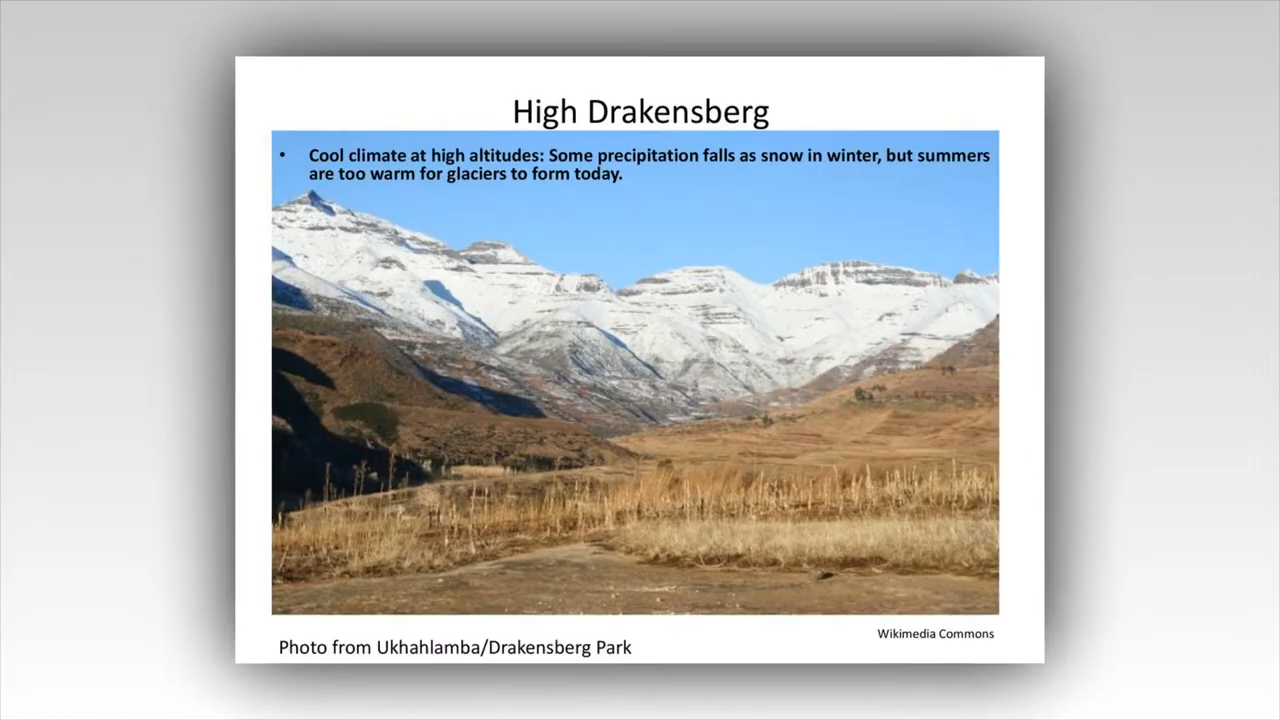 High Drakensberg
• Cool climate at high altitudes: Some precipitation falls as snow in winter, but summers
are too warm for glaciers to form today.
Wikimedia Commons
Photo from Ukhahlamba/Drakensberg Park